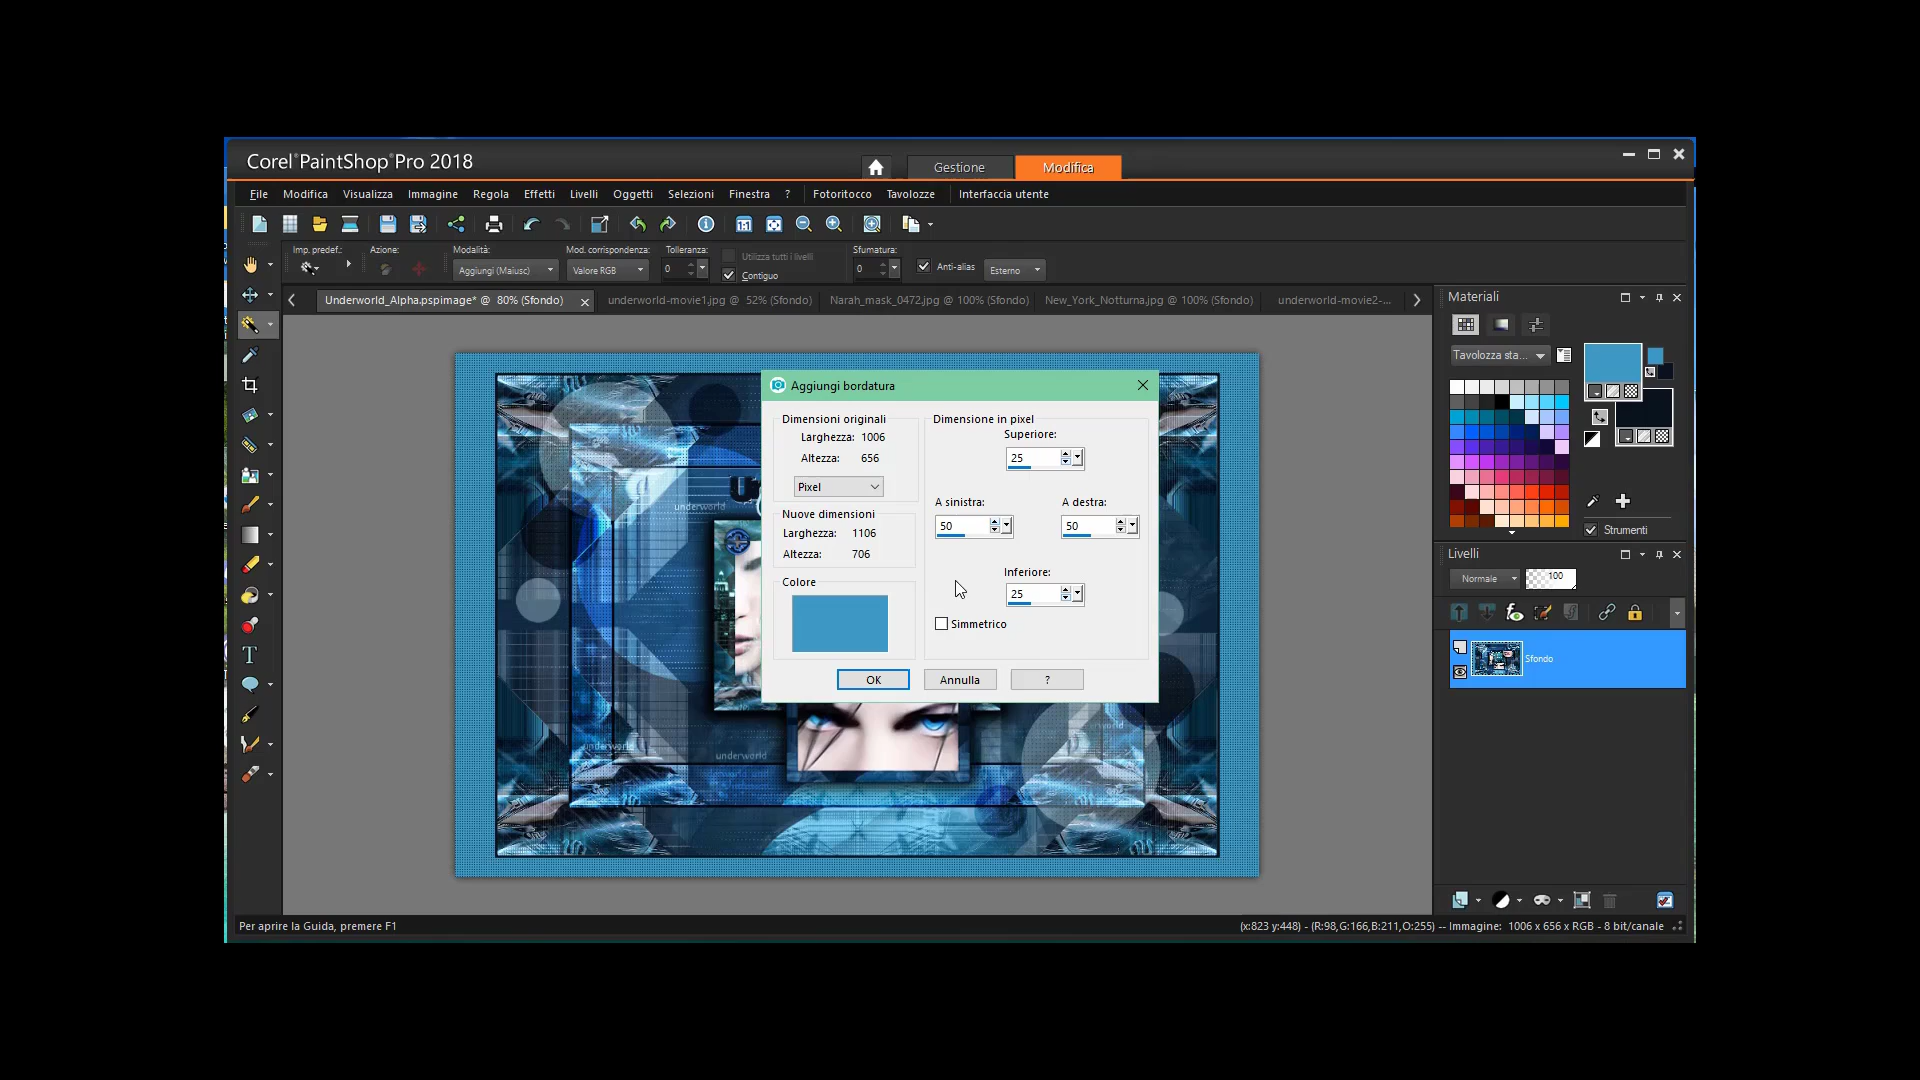 Corel PaintShop Pro 2018
Gestione
Modifica
File Modifica Visualizza Immagine Regola Effetti Livelli Oggetti Selezioni Finestra ? Fotoritocco Tavolozze Interfaccia utente
Imp. predef.: Azione: Modalità: Mod. corrispondenza: Tolleranza: Utilizza tutti i livelli Sfumatura:
Aggiungi (Maiusc) Valore RGB 0 Contiguo 0 Anti-alias Esterno
Underworld_Alpha.pspimage* @ 80% (Sfondo) underworld-movie1.jpg @ 52% (Sfondo) Narah_mask_0472.jpg @ 100% (Sfondo) New_York_Notturna.jpg @ 100% (Sfondo) underworld-movie2-...
Materiali
Tavolozza sta...
Strumenti
Livelli
Normale 100
Sfondo
Aggiungi bordatura
Dimensioni originali
Larghezza: 1006
Altezza: 656
Pixel
Nuove dimensioni
Larghezza: 1106
Altezza: 706
Colore
Dimensione in pixel
Superiore:
25
A sinistra: A destra:
50 50
Inferiore:
25
Simmetrico
OK Annulla ?
underworld
underworld
underworld
Per aprire la Guida, premere F1
(x:823 y:448) - (R:98,G:166,B:211,O:255) -- Immagine: 1006 x 656 x RGB - 8 bit/canale